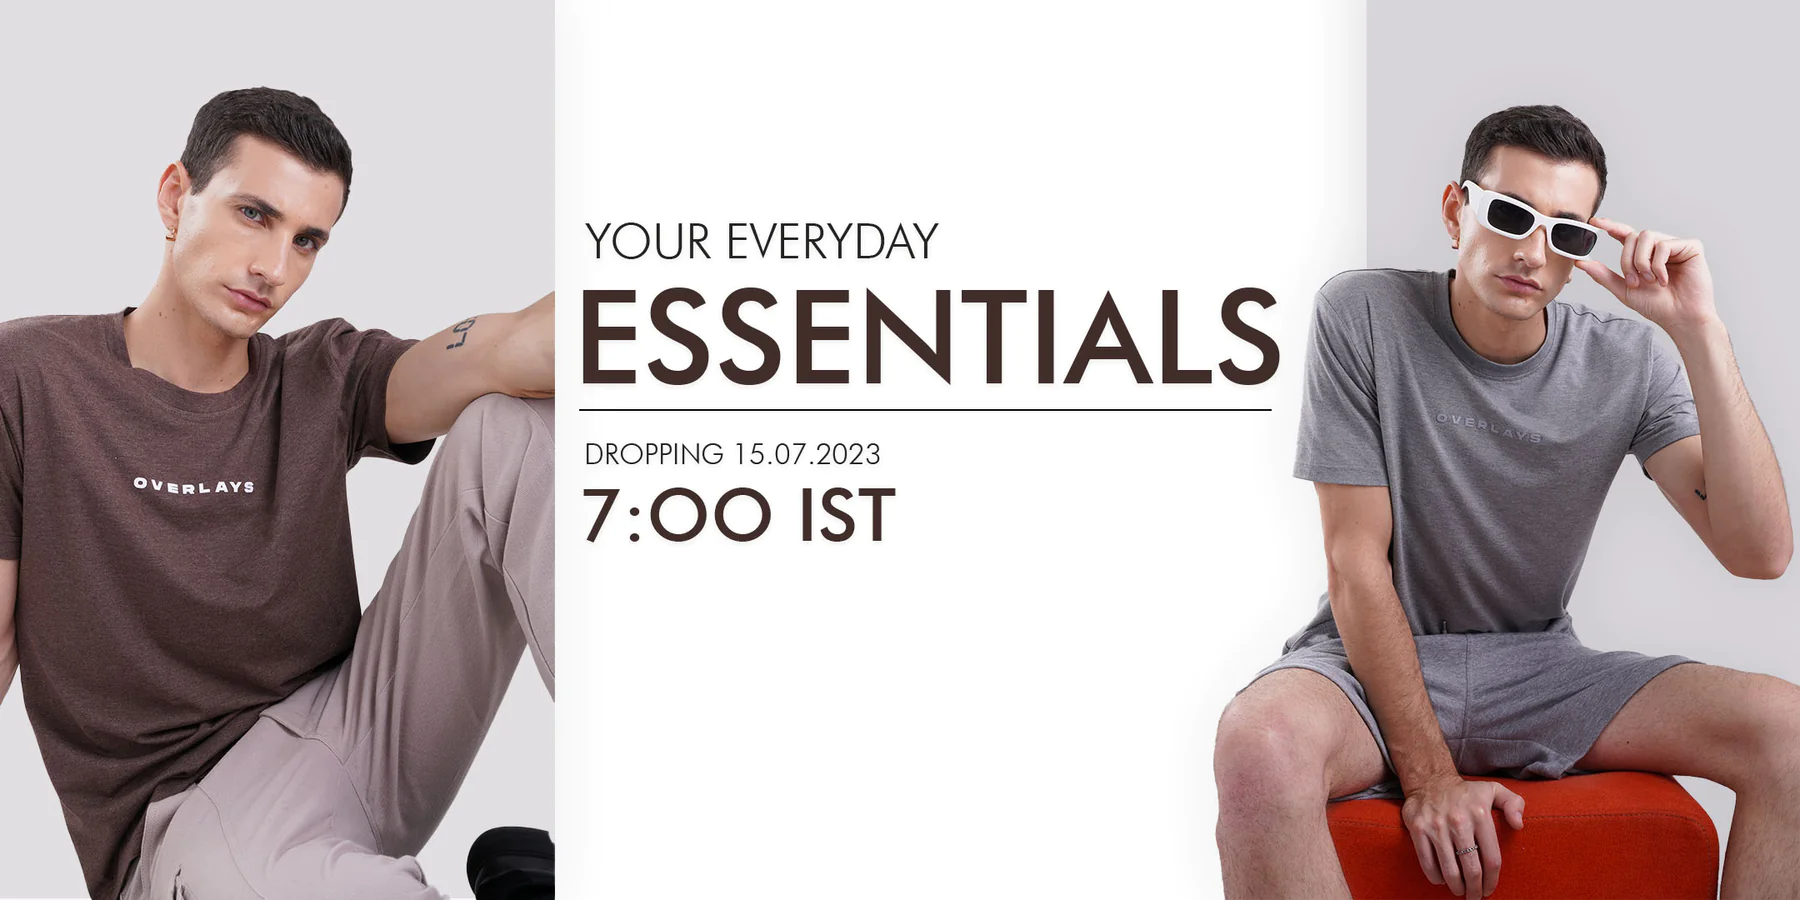 YOUR EVERYDAY
ESSENTIALS
DROPPING 15.07.2023
7:00 IST
OVERLAYS
OVERLAYS